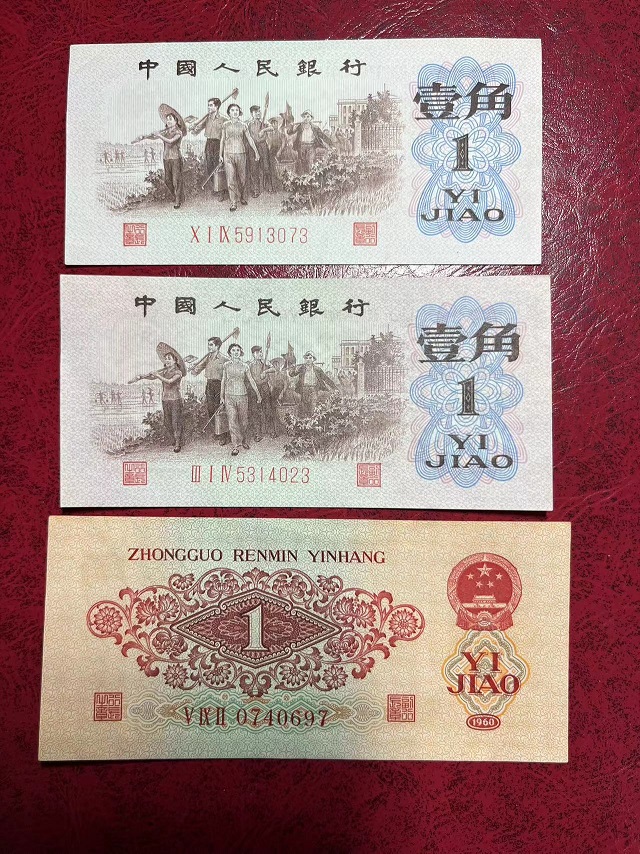 中國人民銀行
壹角
1
YI
JIAO
X I IX 5913073
中國人民銀行
壹角
1
YI
JIAO
III I IV 5314023
ZHONGGUO RENMIN YINHANG
1
YI
JIAO
V IX II 0740697
1960